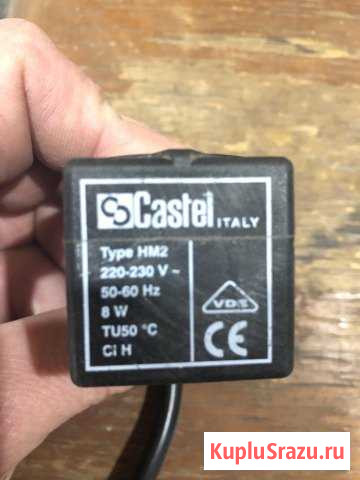 Castel ITALY
Type HM2
220-230 V ~
50-60 Hz
8 W
TU50 °C
Cl H
VDE
CE
KupluSrazu.ru